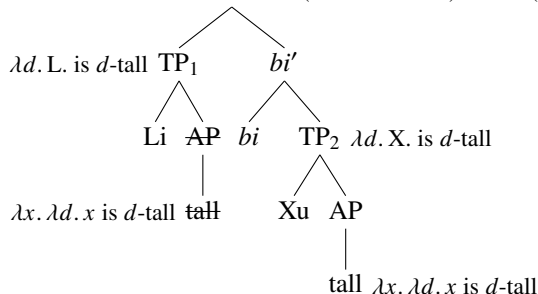 λd. L. is d-tall TP₁ bi′
Li AP bi TP₂ λd. X. is d-tall
λx. λd. x is d-tall tall Xu AP
tall λx. λd. x is d-tall